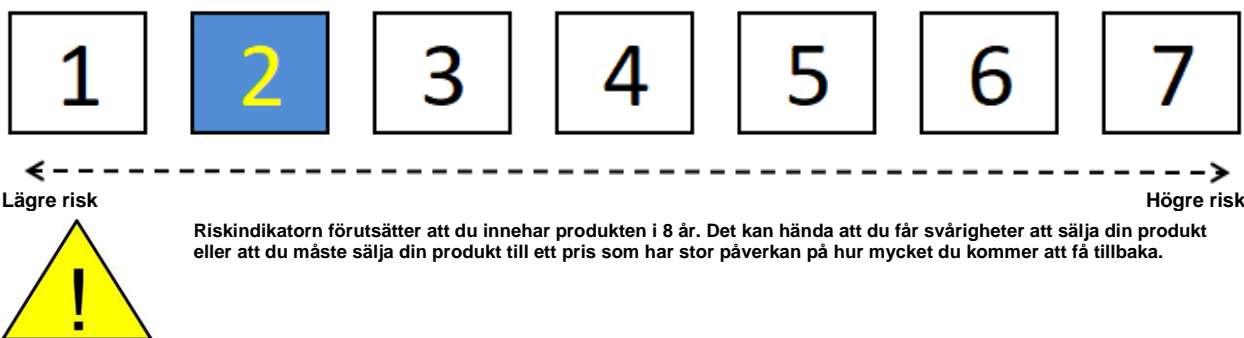 1 2 3 4 5 6 7
Lägre risk Högre risk
Riskindikatorn förutsätter att du innehar produkten i 8 år. Det kan hända att du får svårigheter att sälja din produkt
eller att du måste sälja din produkt till ett pris som har stor påverkan på hur mycket du kommer att få tillbaka.
!